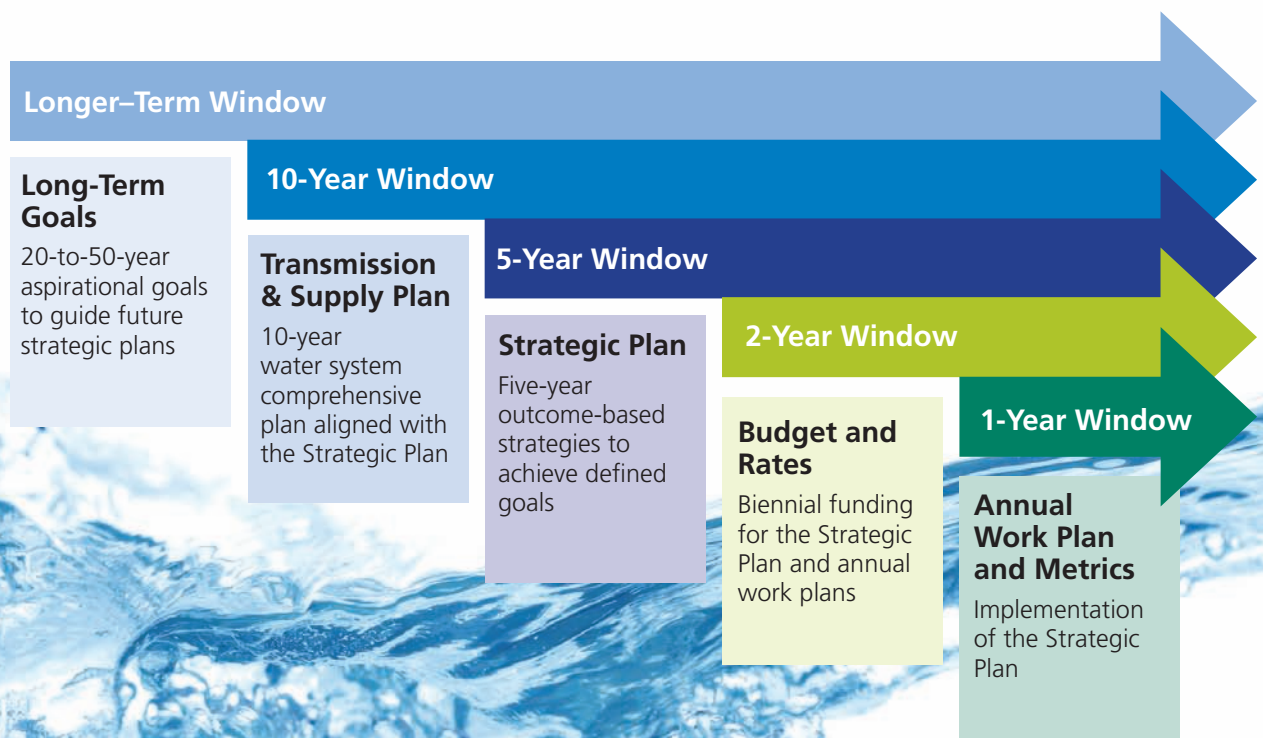 Longer–Term Window
Long-Term
Goals
20-to-50-year
aspirational goals
to guide future
strategic plans
10-Year Window
Transmission
& Supply Plan
10-year
water system
comprehensive
plan aligned with
the Strategic Plan
5-Year Window
Strategic Plan
Five-year
outcome-based
strategies to
achieve defined
goals
2-Year Window
Budget and
Rates
Biennial funding
for the Strategic
Plan and annual
work plans
1-Year Window
Annual
Work Plan
and Metrics
Implementation
of the Strategic
Plan